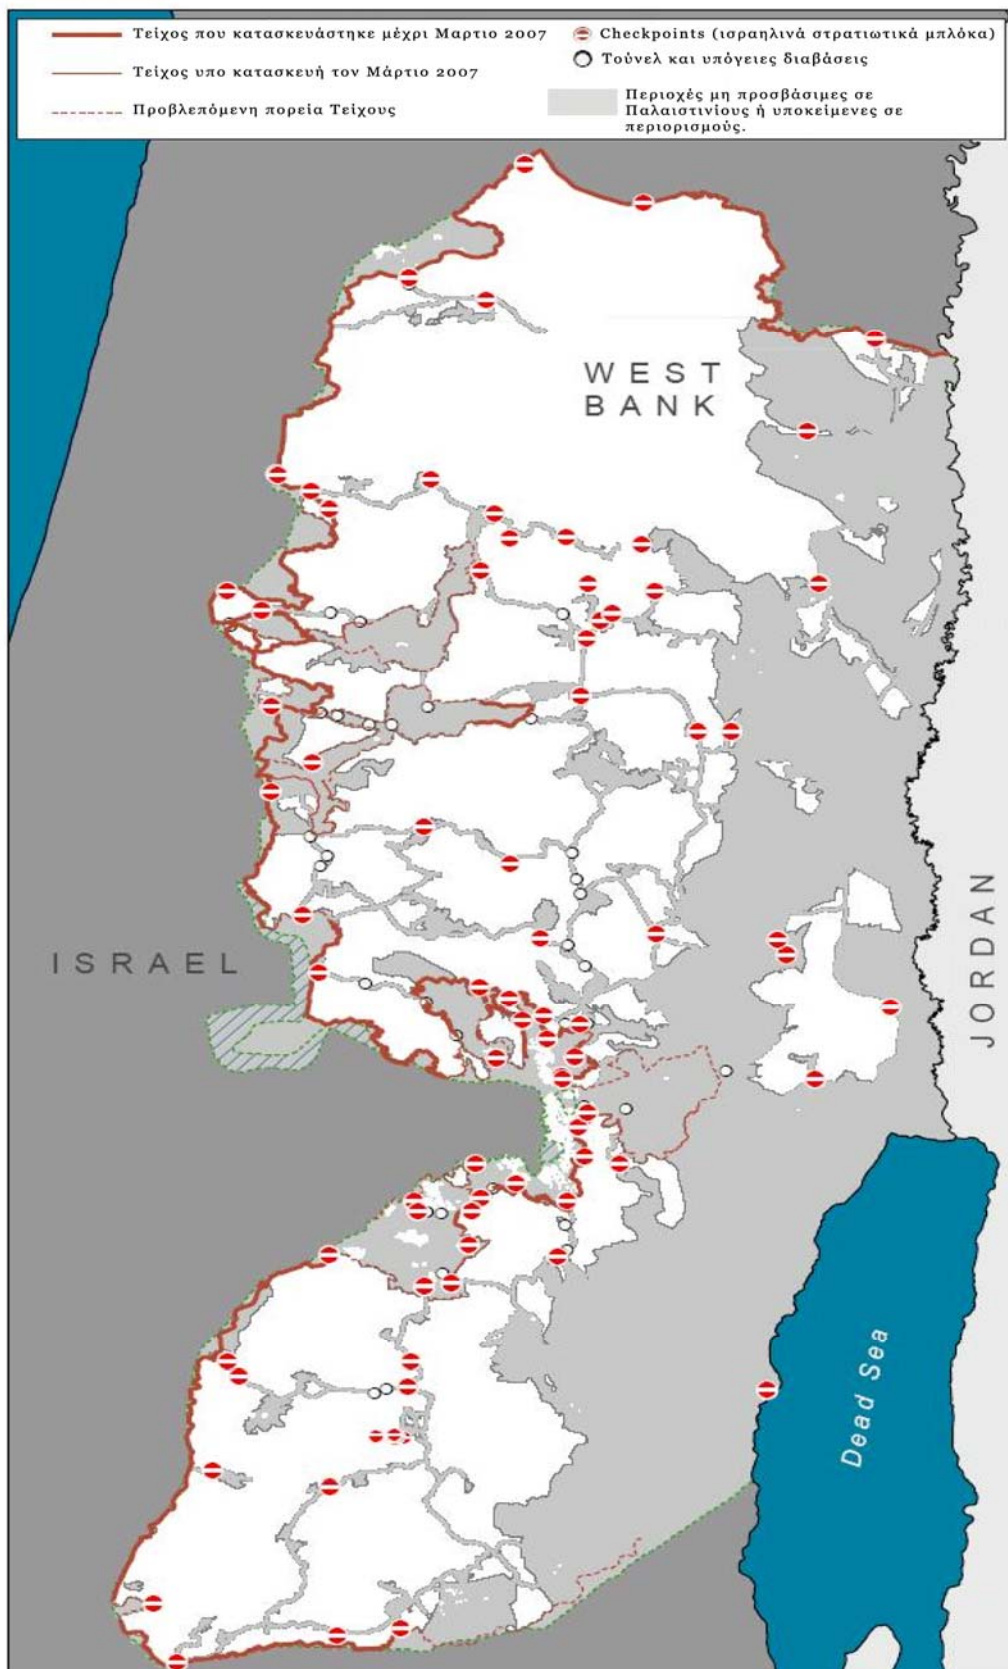 Τείχος που κατασκευάστηκε μέχρι Μαρτιο 2007
Τείχος υπο κατασκευή τον Μάρτιο 2007
Προβλεπόμενη πορεία Τείχους
Checkpoints (ισραηλινά στρατιωτικά μπλόκα)
Τούνελ και υπόγειες διαβάσεις
Περιοχές μη προσβάσιμες σε
Παλαιστινίους ή υποκείμενες σε
περιορισμούς.
WEST
BANK
ISRAEL
JORDAN
Dead Sea